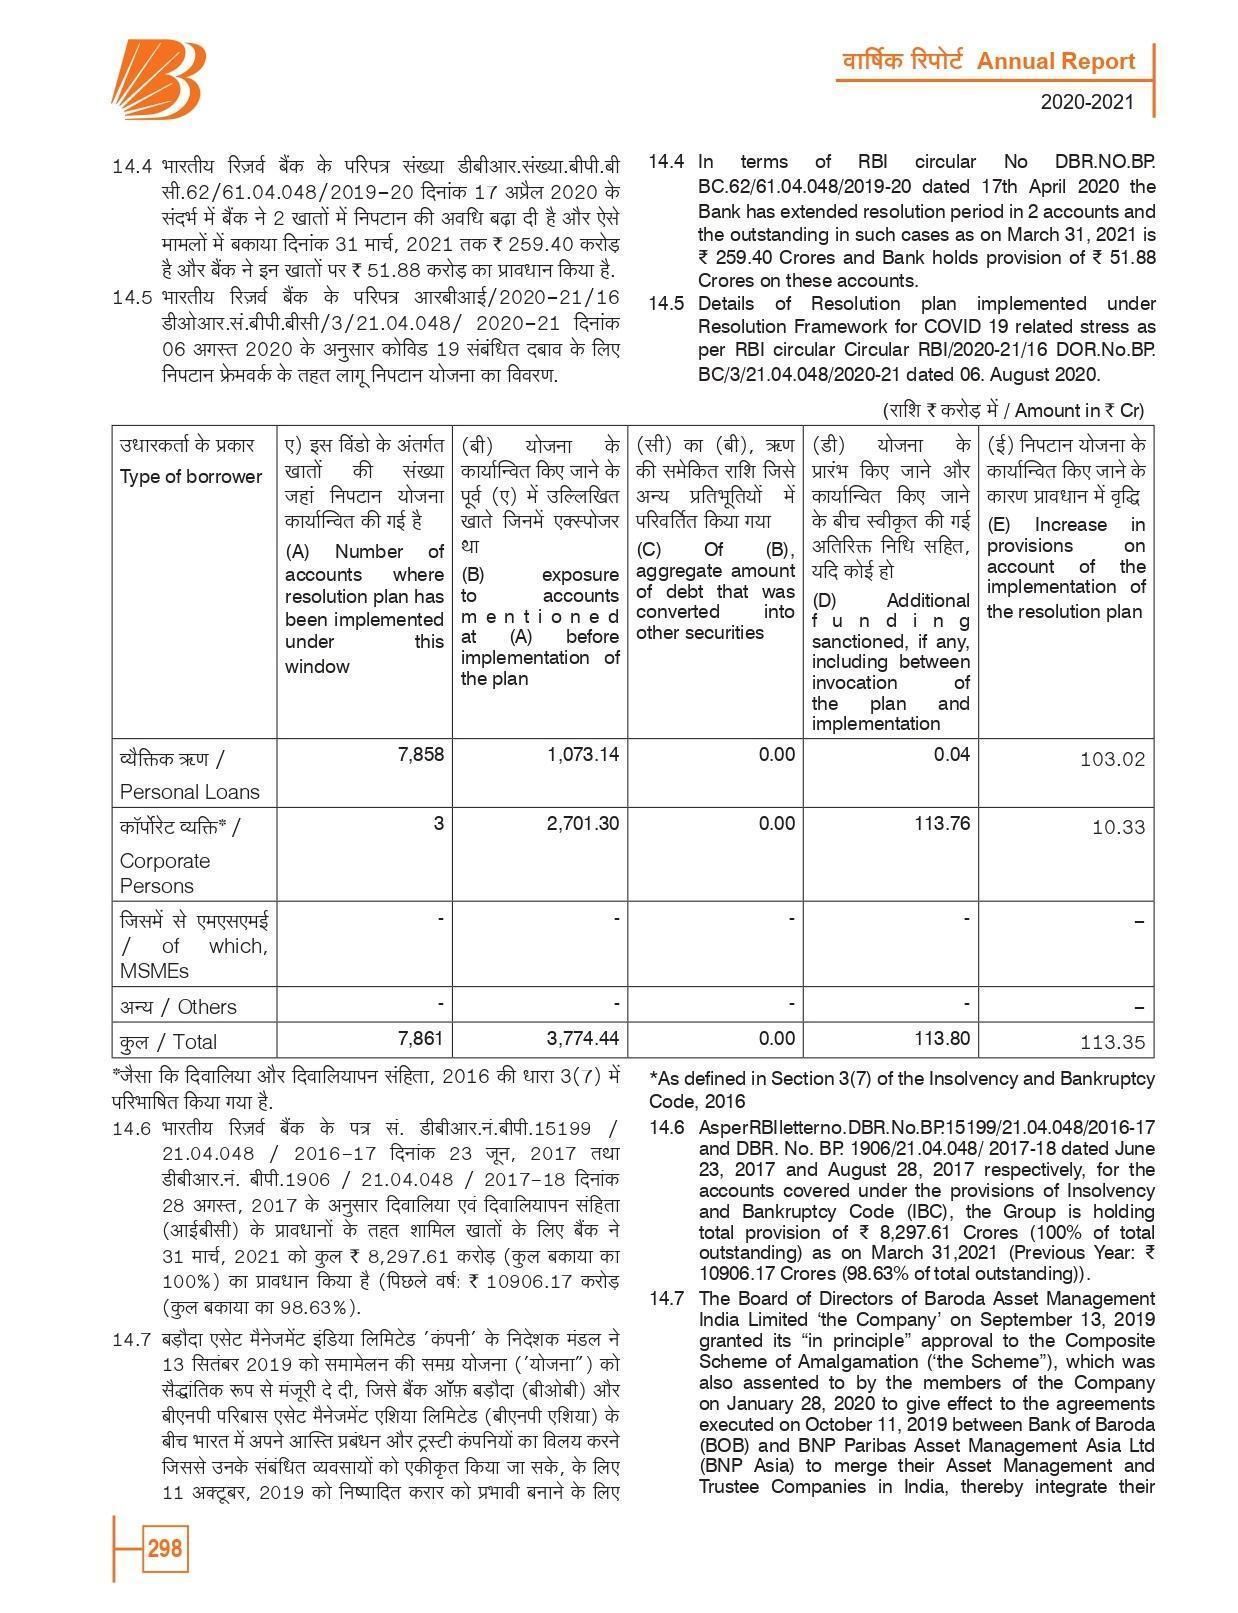 वार्षिक रिपोर्ट Annual Report
2020-2021
14.4 भारतीय रिज़र्व बैंक के परिपत्र संख्या डीबीआर.संख्या.बीपी.बी
सी.62/61.04.048/2019-20 दिनांक 17 अप्रैल 2020 के
संदर्भ में बैंक ने 2 खातों में निपटान की अवधि बढ़ा दी है और ऐसे
मामलों में बकाया दिनांक 31 मार्च, 2021 तक ₹ 259.40 करोड़
है और बैंक ने इन खातों पर ₹ 51.88 करोड़ का प्रावधान किया है.
14.5 भारतीय रिज़र्व बैंक के परिपत्र आरबीआई/2020-21/16
डीओआर.सं.बीपी.बीसी/3/21.04.048/ 2020-21 दिनांक
06 अगस्त 2020 के अनुसार कोविड 19 संबंधित दबाव के लिए
निपटान फ्रेमवर्क के तहत लागू निपटान योजना का विवरण.
14.4 In terms of RBI circular No DBR.NO.BP.
BC.62/61.04.048/2019-20 dated 17th April 2020 the
Bank has extended resolution period in 2 accounts and
the outstanding in such cases as on March 31, 2021 is
₹ 259.40 Crores and Bank holds provision of ₹ 51.88
Crores on these accounts.
14.5 Details of Resolution plan implemented under
Resolution Framework for COVID 19 related stress as
per RBI circular Circular RBI/2020-21/16 DOR.No.BP.
BC/3/21.04.048/2020-21 dated 06. August 2020.
(राशि ₹ करोड़ में / Amount in ₹ Cr)
उधारकर्ता के प्रकार
Type of borrower
ए) इस विंडो के अंतर्गत
खातों की संख्या
जहां निपटान योजना
कार्यान्वित की गई है
(A) Number of
accounts where
resolution plan has
been implemented
under this
window
(बी) योजना के
कार्यान्वित किए जाने के
पूर्व (ए) में उल्लिखित
खाते जिनमें एक्स्पोजर
था
(B) exposure
to accounts
mentioned
at (A) before
implementation of
the plan
(सी) का (बी), ऋण
की समेकित राशि जिसे
अन्य प्रतिभूतियों में
परिवर्तित किया गया
(C) Of (B),
aggregate amount
of debt that was
converted into
other securities
(डी) योजना के
प्रारंभ किए जाने और
कार्यान्वित किए जाने
के बीच स्वीकृत की गई
अतिरिक्त निधि सहित,
यदि कोई हो
(D) Additional
funding
sanctioned, if any,
including between
invocation of
the plan and
implementation
(ई) निपटान योजना के
कार्यान्वित किए जाने के
कारण प्रावधान में वृद्धि
(E) Increase in
provisions on
account of the
implementation of
the resolution plan
व्यैक्तिक ऋण / 7,858 1,073.14 0.00 0.04 103.02
Personal Loans
कॉर्पोरेट व्यक्ति* / 3 2,701.30 0.00 113.76 10.33
Corporate
Persons
जिसमें से एमएसएमई - - - - –
/ of which,
MSMEs
अन्य / Others - - - - –
कुल / Total 7,861 3,774.44 0.00 113.80 113.35
*जैसा कि दिवालिया और दिवालियापन संहिता, 2016 की धारा 3(7) में
परिभाषित किया गया है.
14.6 भारतीय रिज़र्व बैंक के पत्र सं. डीबीआर.नं.बीपी.15199 /
21.04.048 / 2016-17 दिनांक 23 जून, 2017 तथा
डीबीआर.नं. बीपी.1906 / 21.04.048 / 2017-18 दिनांक
28 अगस्त, 2017 के अनुसार दिवालिया एवं दिवालियापन संहिता
(आईबीसी) के प्रावधानों के तहत शामिल खातों के लिए बैंक ने
31 मार्च, 2021 को कुल ₹ 8,297.61 करोड़ (कुल बकाया का
100%) का प्रावधान किया है (पिछले वर्ष: ₹ 10906.17 करोड़
(कुल बकाया का 98.63%).
14.7 बड़ौदा एसेट मैनेजमेंट इंडिया लिमिटेड 'कंपनी' के निदेशक मंडल ने
13 सितंबर 2019 को समामेलन की समग्र योजना ('योजना") को
सैद्धांतिक रूप से मंजूरी दे दी, जिसे बैंक ऑफ़ बड़ौदा (बीओबी) और
बीएनपी परिबास एसेट मैनेजमेंट एशिया लिमिटेड (बीएनपी एशिया) के
बीच भारत में अपने आस्ति प्रबंधन और ट्रस्टी कंपनियों का विलय करने
जिससे उनके संबंधित व्यवसायों को एकीकृत किया जा सके, के लिए
11 अक्टूबर, 2019 को निष्पादित करार को प्रभावी बनाने के लिए
*As defined in Section 3(7) of the Insolvency and Bankruptcy
Code, 2016
14.6 AsperRBIletterno.DBR.No.BP.15199/21.04.048/2016-17
and DBR. No. BP. 1906/21.04.048/ 2017-18 dated June
23, 2017 and August 28, 2017 respectively, for the
accounts covered under the provisions of Insolvency
and Bankruptcy Code (IBC), the Group is holding
total provision of ₹ 8,297.61 Crores (100% of total
outstanding) as on March 31,2021 (Previous Year: ₹
10906.17 Crores (98.63% of total outstanding)).
14.7 The Board of Directors of Baroda Asset Management
India Limited ‘the Company’ on September 13, 2019
granted its “in principle” approval to the Composite
Scheme of Amalgamation (‘the Scheme”), which was
also assented to by the members of the Company
on January 28, 2020 to give effect to the agreements
executed on October 11, 2019 between Bank of Baroda
(BOB) and BNP Paribas Asset Management Asia Ltd
(BNP Asia) to merge their Asset Management and
Trustee Companies in India, thereby integrate their
298